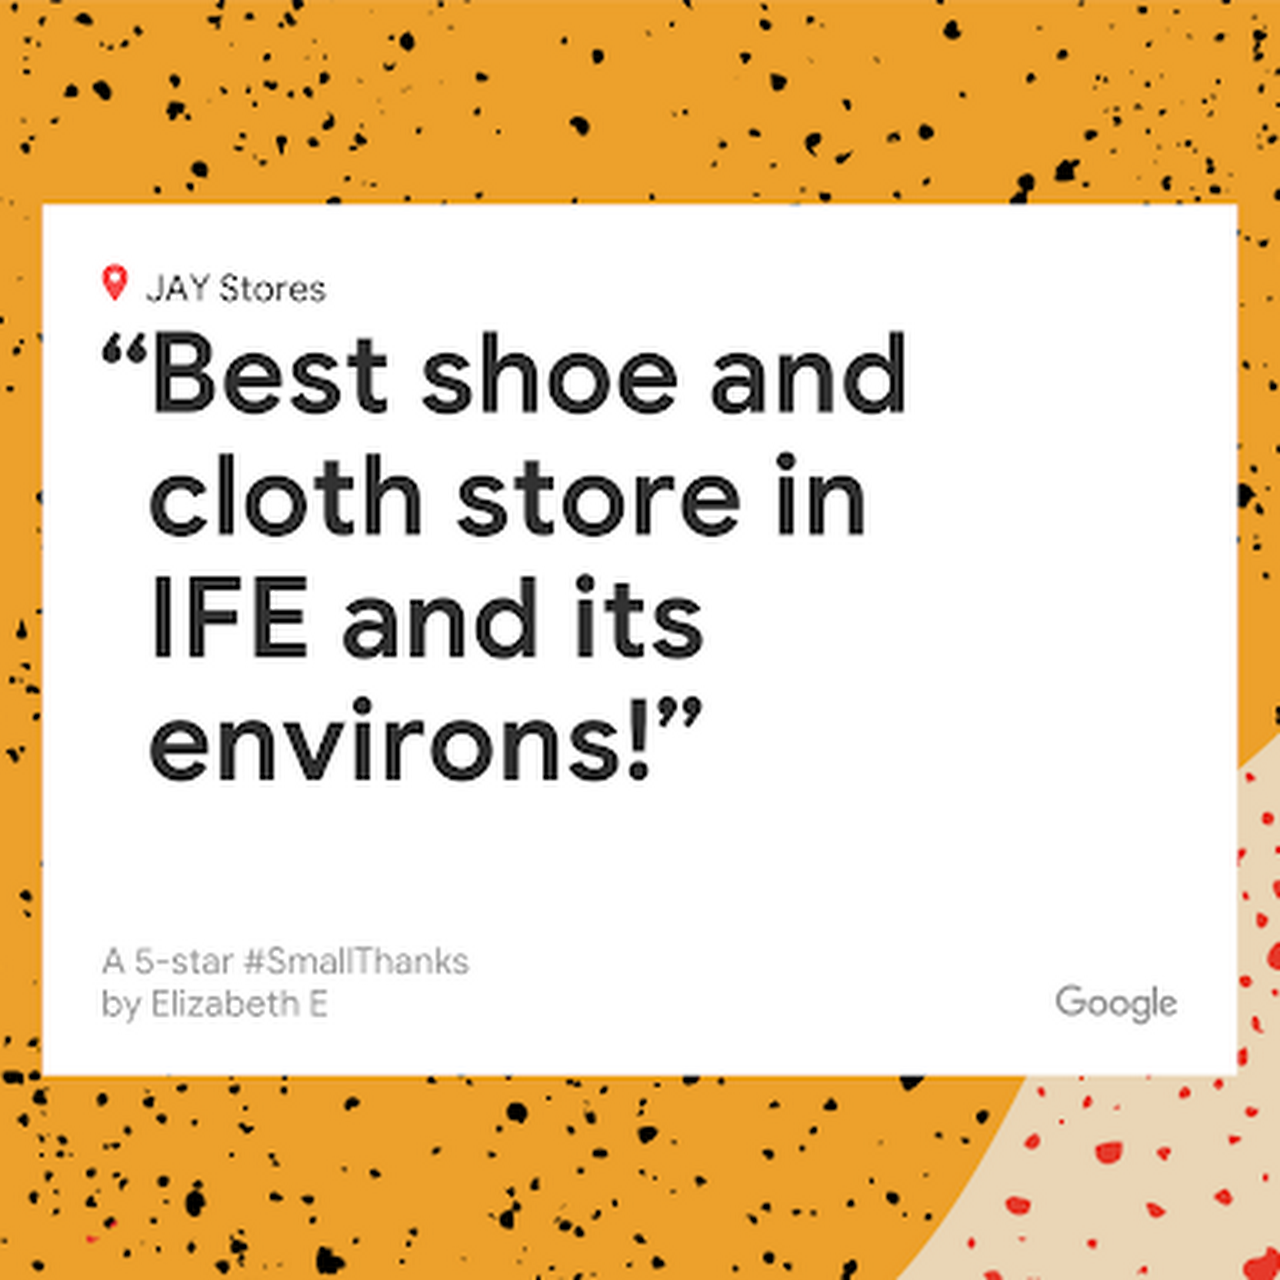 JAY Stores
“Best shoe and
cloth store in
IFE and its
environs!”
A 5-star #SmallThanks
by Elizabeth E
Google